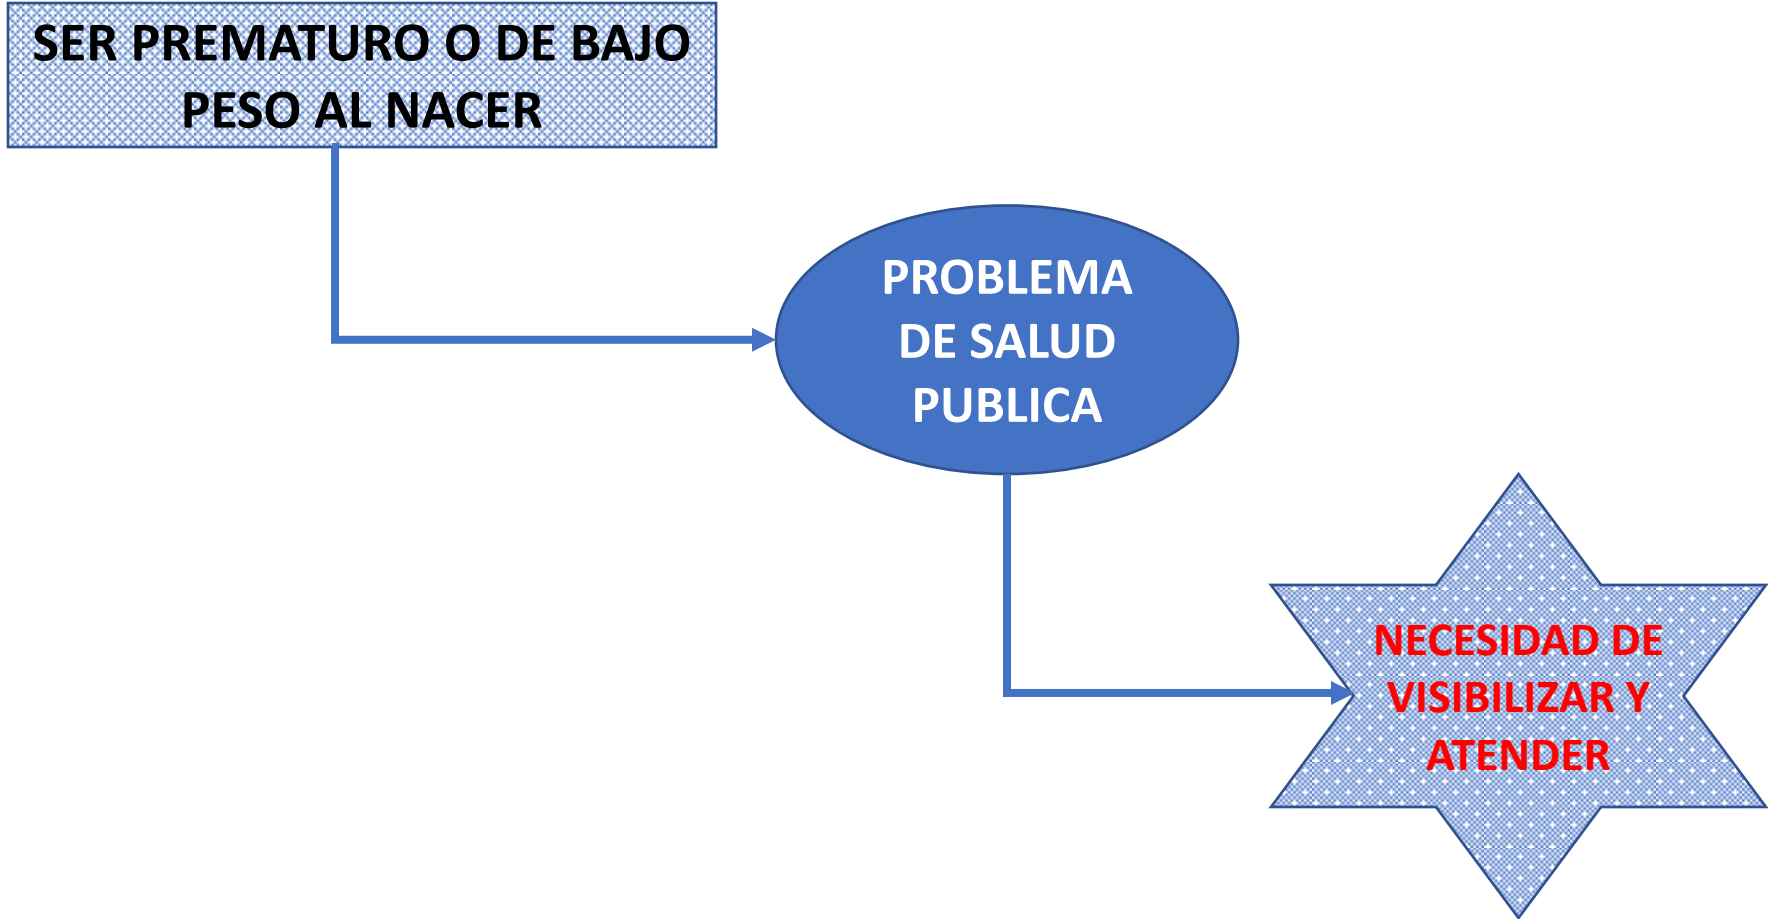 SER PREMATURO O DE BAJO
PESO AL NACER
PROBLEMA
DE SALUD
PUBLICA
NECESIDAD DE
VISIBILIZAR Y
ATENDER